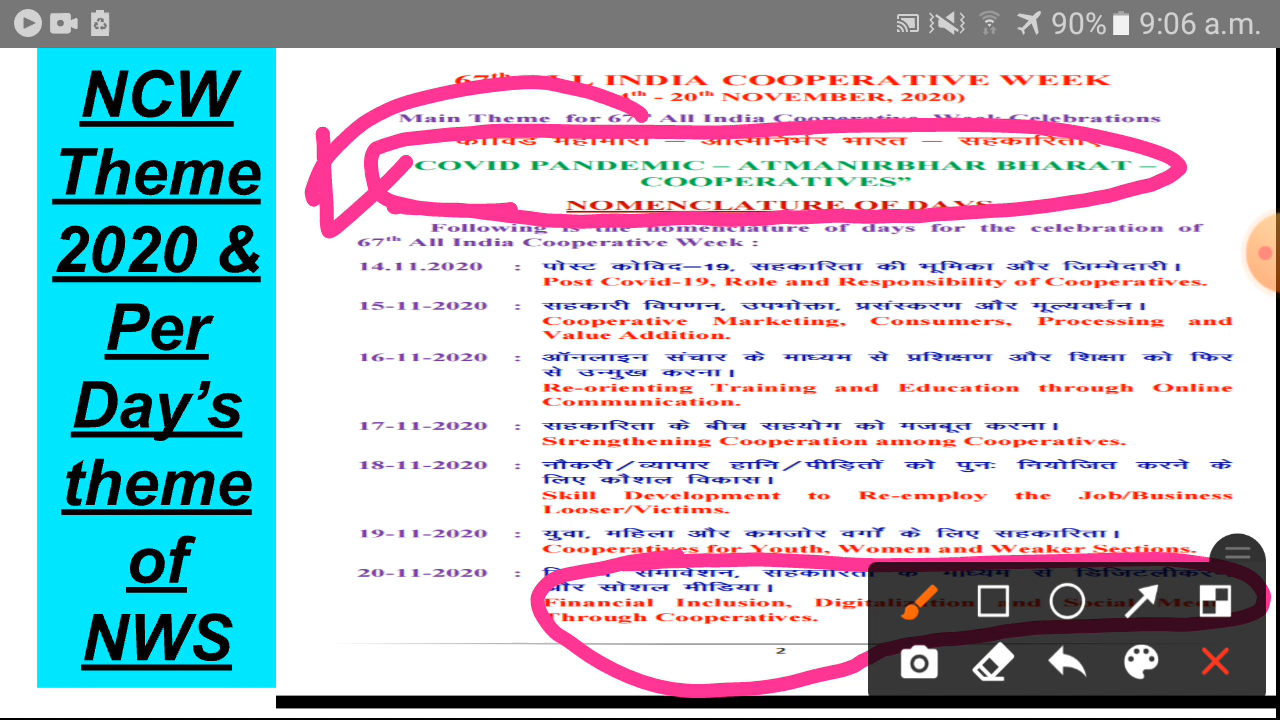 90% 9:06 a.m.
NCW
Theme
2020 &
Per
Day's
theme
of
NWS
67th ALL INDIA COOPERATIVE WEEK
- 20th NOVEMBER, 2020)
Main Theme for 67th All India Cooperative Week Celebrations
कोविड महामारी – आत्मनिर्भर भारत – सहकारिताएं
COVID PANDEMIC – ATMANIRBHAR BHARAT –
COOPERATIVES”
NOMENCLATURE OF DAYS
Following is the nomenclature of days for the celebration of
67th All India Cooperative Week :
14.11.2020 : पोस्ट कोविद–19, सहकारिता की भूमिका और जिम्मेदारी।
Post Covid-19, Role and Responsibility of Cooperatives.
15-11-2020 : सहकारी विपणन, उपभोक्ता, प्रसंस्करण और मूल्यवर्धन।
Cooperative Marketing, Consumers, Processing and
Value Addition.
16-11-2020 : ऑनलाइन संचार के माध्यम से प्रशिक्षण और शिक्षा को फिर
से उन्मुख करना।
Re-orienting Training and Education through Online
Communication.
17-11-2020 : सहकारिता के बीच सहयोग को मजबूत करना।
Strengthening Cooperation among Cooperatives.
18-11-2020 : नौकरी/व्यापार हानि/पीड़ितों को पुनः नियोजित करने के
लिए कौशल विकास।
Skill Development to Re-employ the Job/Business
Looser/Victims.
19-11-2020 : युवा, महिला और कमजोर वर्गों के लिए सहकारिता।
Cooperatives for Youth, Women and Weaker Sections.
20-11-2020 : समावेशन, सहकारिता के माध्यम से
और सोशल मीडिया।
Financial Inclusion, Digitalization and Social
Through Cooperatives.
2